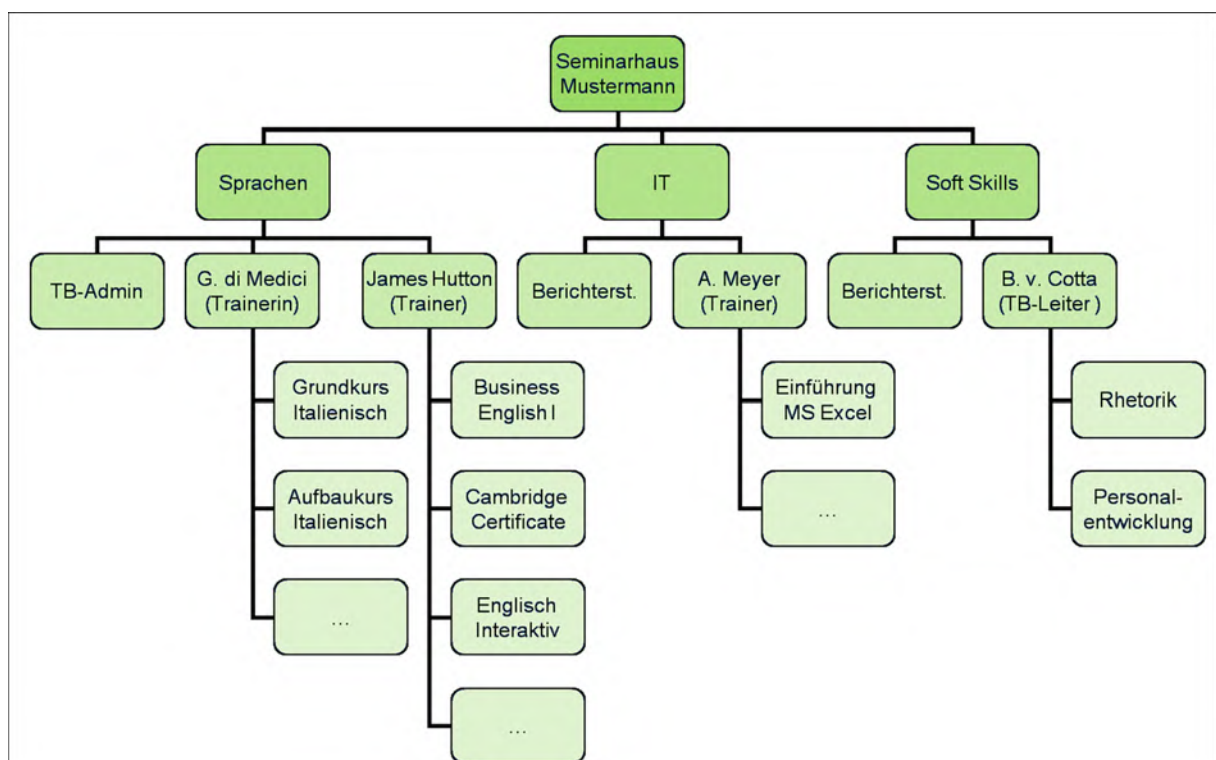 Seminarhaus
Mustermann
Sprachen
IT
Soft Skills
TB-Admin
G. di Medici
(Trainerin)
James Hutton
(Trainer)
Berichterst.
A. Meyer
(Trainer)
Berichterst.
B. v. Cotta
(TB-Leiter )
Grundkurs
Italienisch
Business
English I
Einführung
MS Excel
Rhetorik
Aufbaukurs
Italienisch
Cambridge
Certificate
...
Personal-
entwicklung
...
Englisch
Interaktiv
...